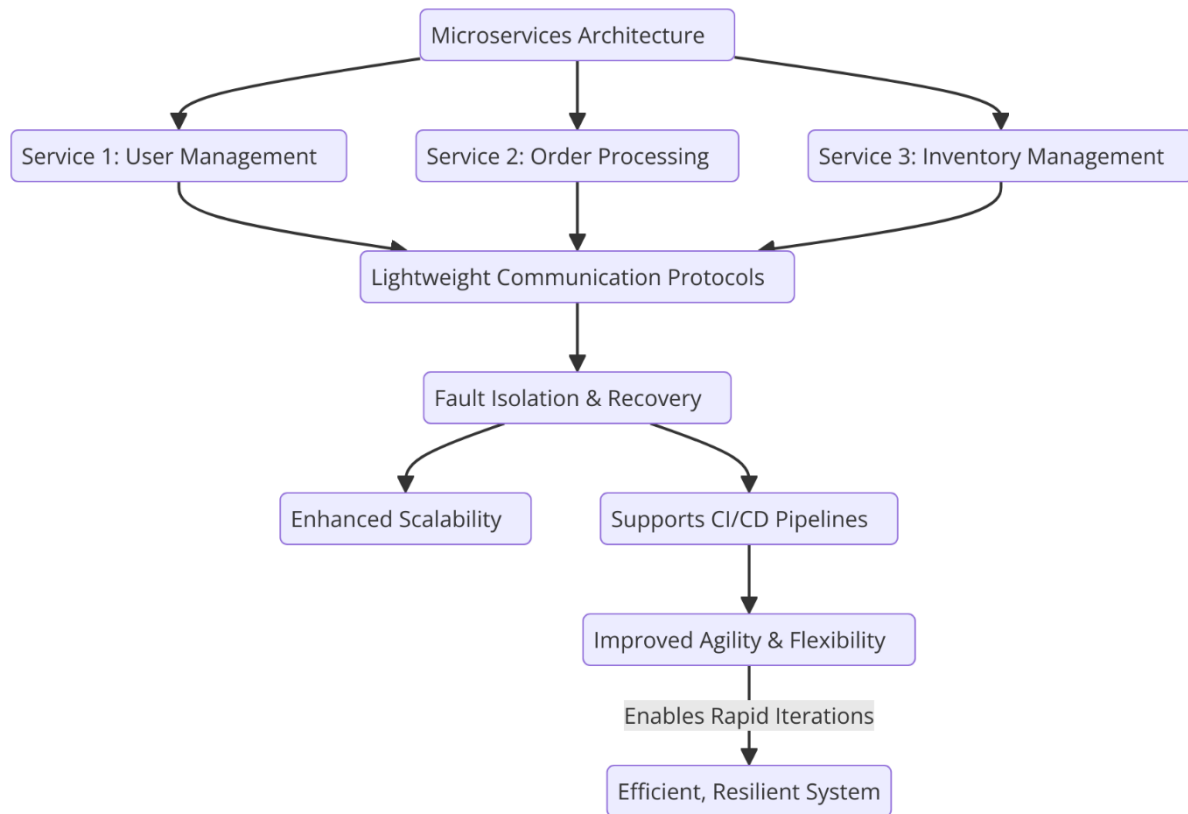 Microservices Architecture
Service 1: User Management
Service 2: Order Processing
Service 3: Inventory Management
Lightweight Communication Protocols
Fault Isolation & Recovery
Enhanced Scalability
Supports CI/CD Pipelines
Improved Agility & Flexibility
Enables Rapid Iterations
Efficient, Resilient System